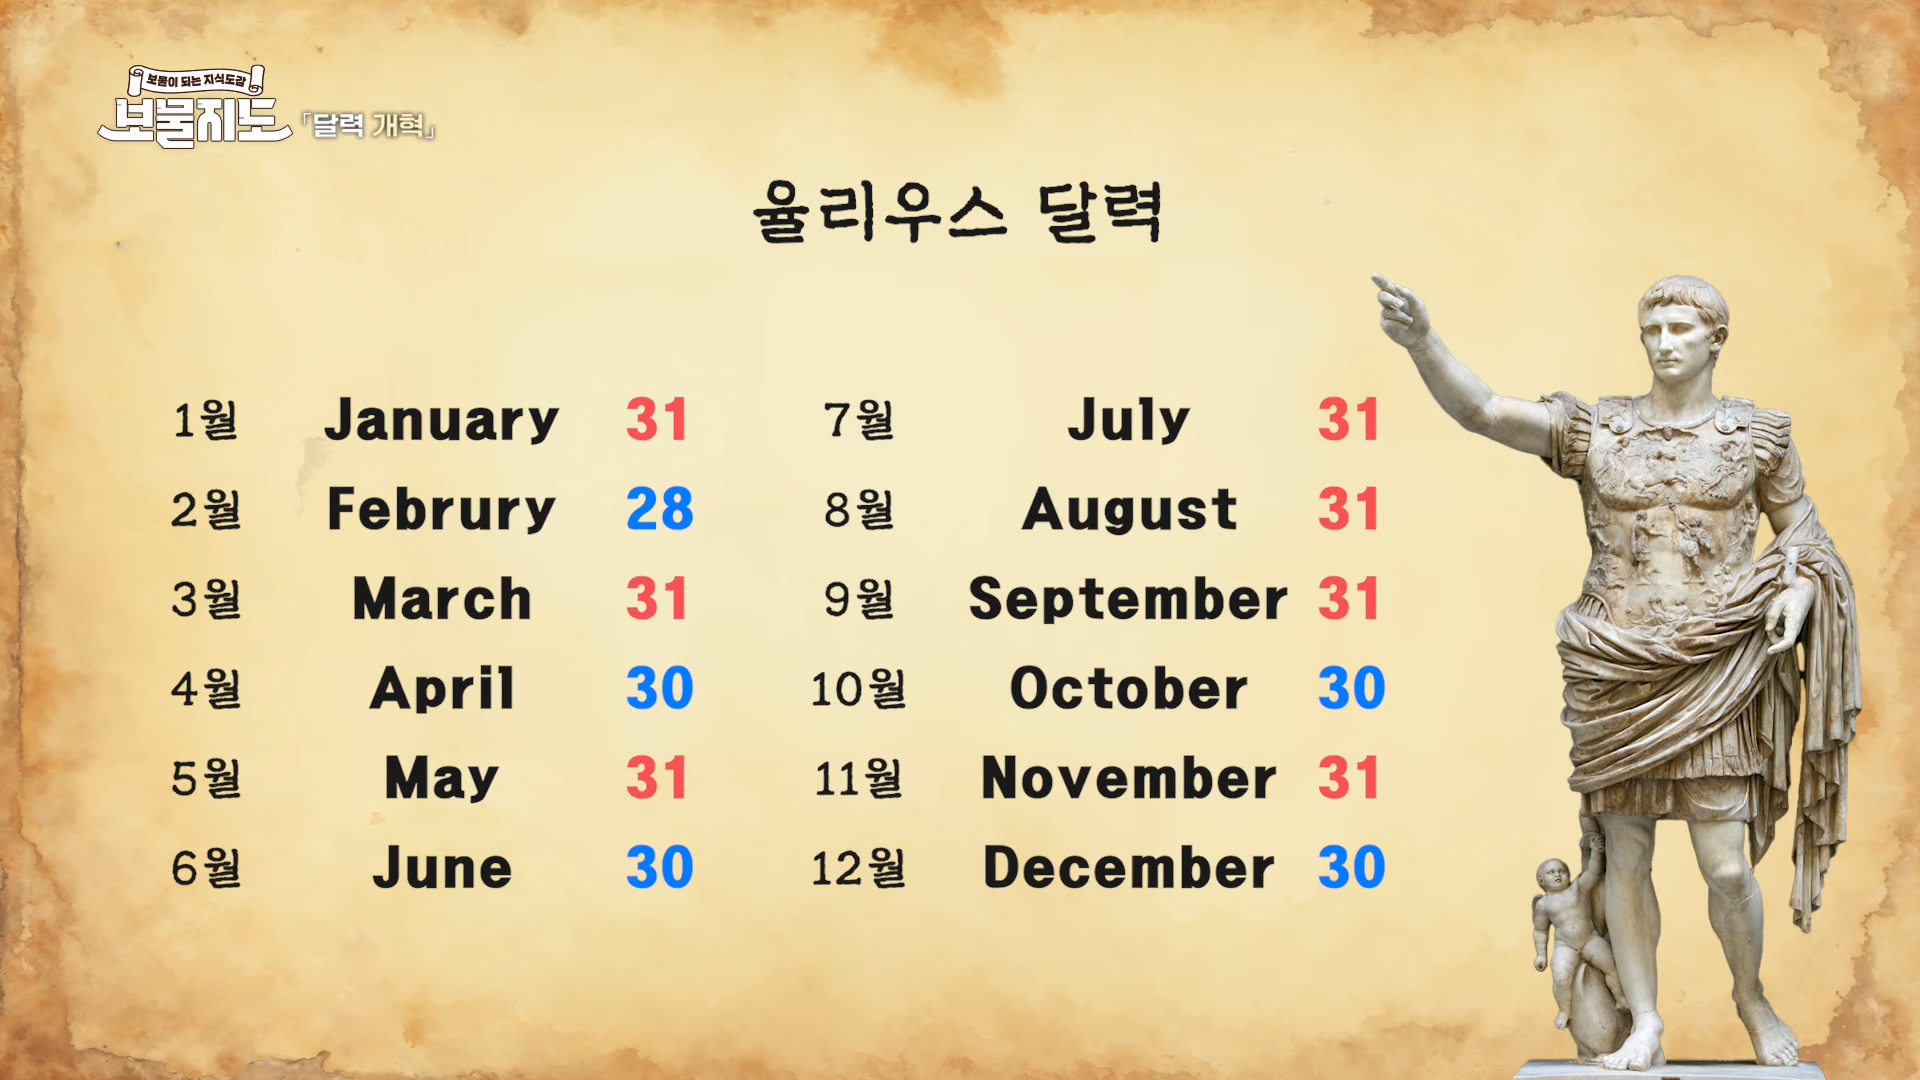 보물이 되는 지식도감
보물지도 「달력 개혁」
율리우스 달력
1월 January 31 7월 July 31
2월 Februry 28 8월 August 31
3월 March 31 9월 September 31
4월 April 30 10월 October 30
5월 May 31 11월 November 31
6월 June 30 12월 December 30